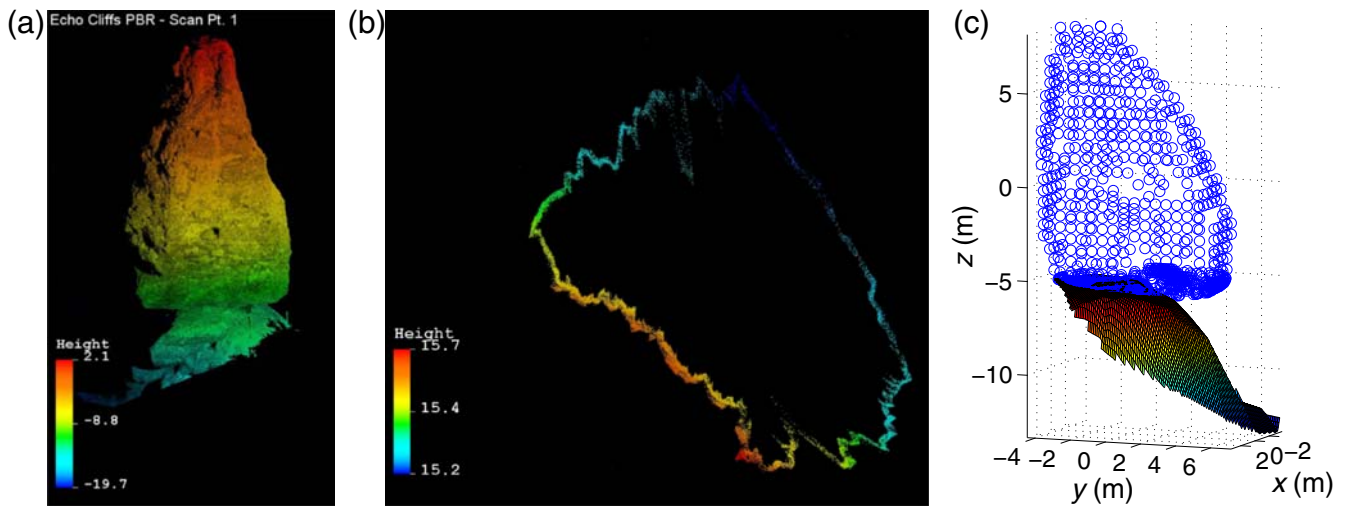 (a)
Echo Cliffs PBR - Scan Pt. 1
Height
2.1
-8.8
-19.7
(b)
Height
15.7
15.4
15.2
(c)
z (m)
5
0
−5
−10
−4 −2 0 2 4 6
y (m)
2 0 −2
x (m)